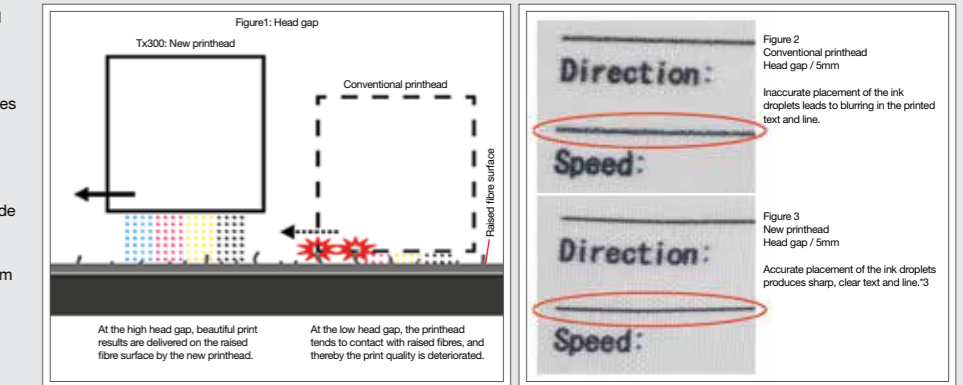 es
de
m
Figure1: Head gap
Tx300: New printhead
Conventional printhead
Raised fibre surface
At the high head gap, beautiful print
results are delivered on the raised
fibre surface by the new printhead.
At the low head gap, the printhead
tends to contact with raised fibres, and
thereby the print quality is deteriorated.
Direction:
Speed:
Figure 2
Conventional printhead
Head gap / 5mm
Inaccurate placement of the ink
droplets leads to blurring in the printed
text and line.
Direction:
Speed:
Figure 3
New printhead
Head gap / 5mm
Accurate placement of the ink droplets
produces sharp, clear text and line.*3